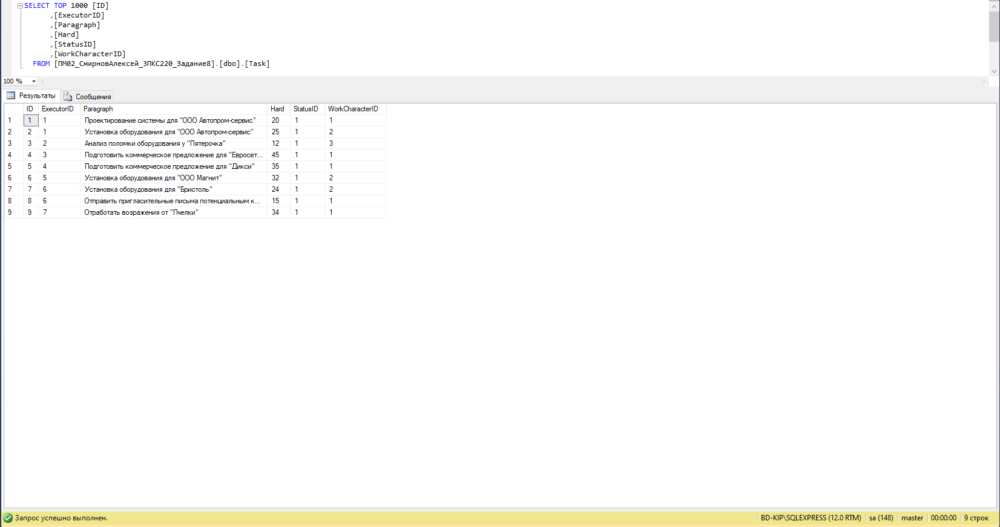 SELECT TOP 1000 [ID]
,[ExecutorID]
,[Paragraph]
,[Hard]
,[StatusID]
,[WorkCharacterID]
FROM [ПМ02_СмирновАлексей_3ПКС220_Задание8].[dbo].[Task]
100 %
Результаты Сообщения
ID ExecutorID Paragraph Hard StatusID WorkCharacterID
1 1 1 Проектирование системы для "ООО Автопром-сервис" 20 1 1
2 2 1 Установка оборудования для "ООО Автопром-сервис" 25 1 2
3 3 2 Анализ поломки оборудования у "Пятерочка" 12 1 3
4 4 3 Подготовить коммерческое предложение для "Евросет... 45 1 1
5 5 4 Подготовить коммерческое предложение для "Дикси" 35 1 1
6 6 5 Установка оборудования для "ООО Магнит" 32 1 2
7 7 6 Установка оборудования для "Бристоль" 24 1 2
8 8 6 Отправить пригласительные письма потенциальным к... 15 1 1
9 9 7 Отработать возражения от "Пчелки" 34 1 1
Запрос успешно выполнен. BD-KIP\SQLEXPRESS (12.0 RTM) sa (148) master 00:00:00 9 строк